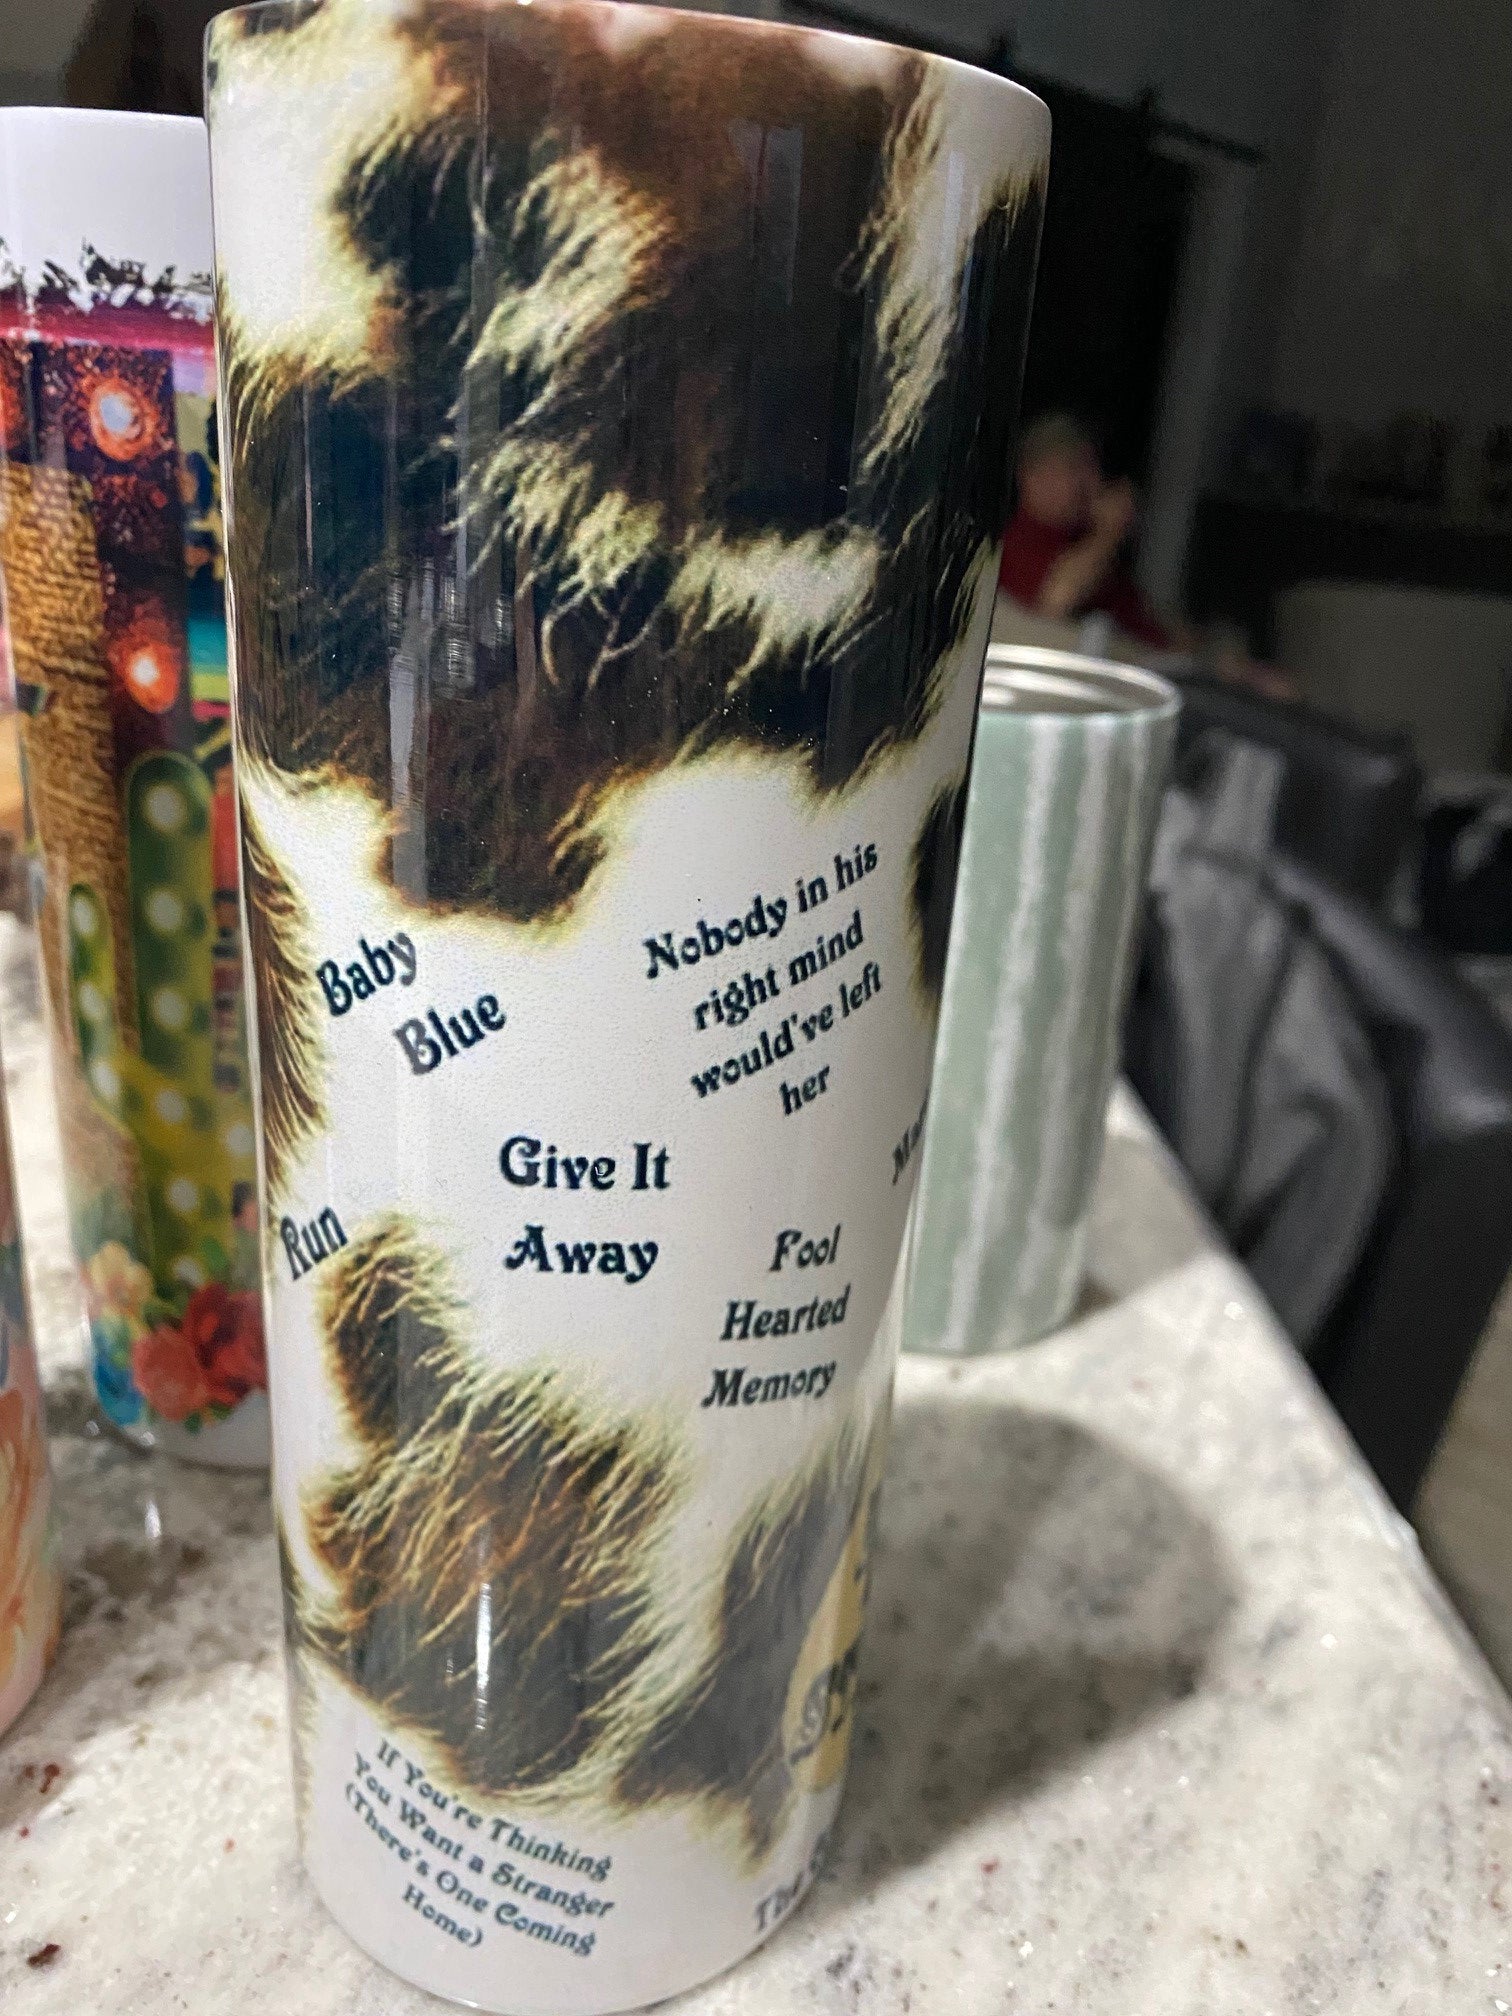 Baby
Blue
Nobody in his
right mind
would've left
her
Give It
Away
Run
Fool
Hearted
Memory
If You're Thinking
You Want a Stranger
(There's One Coming
Home)